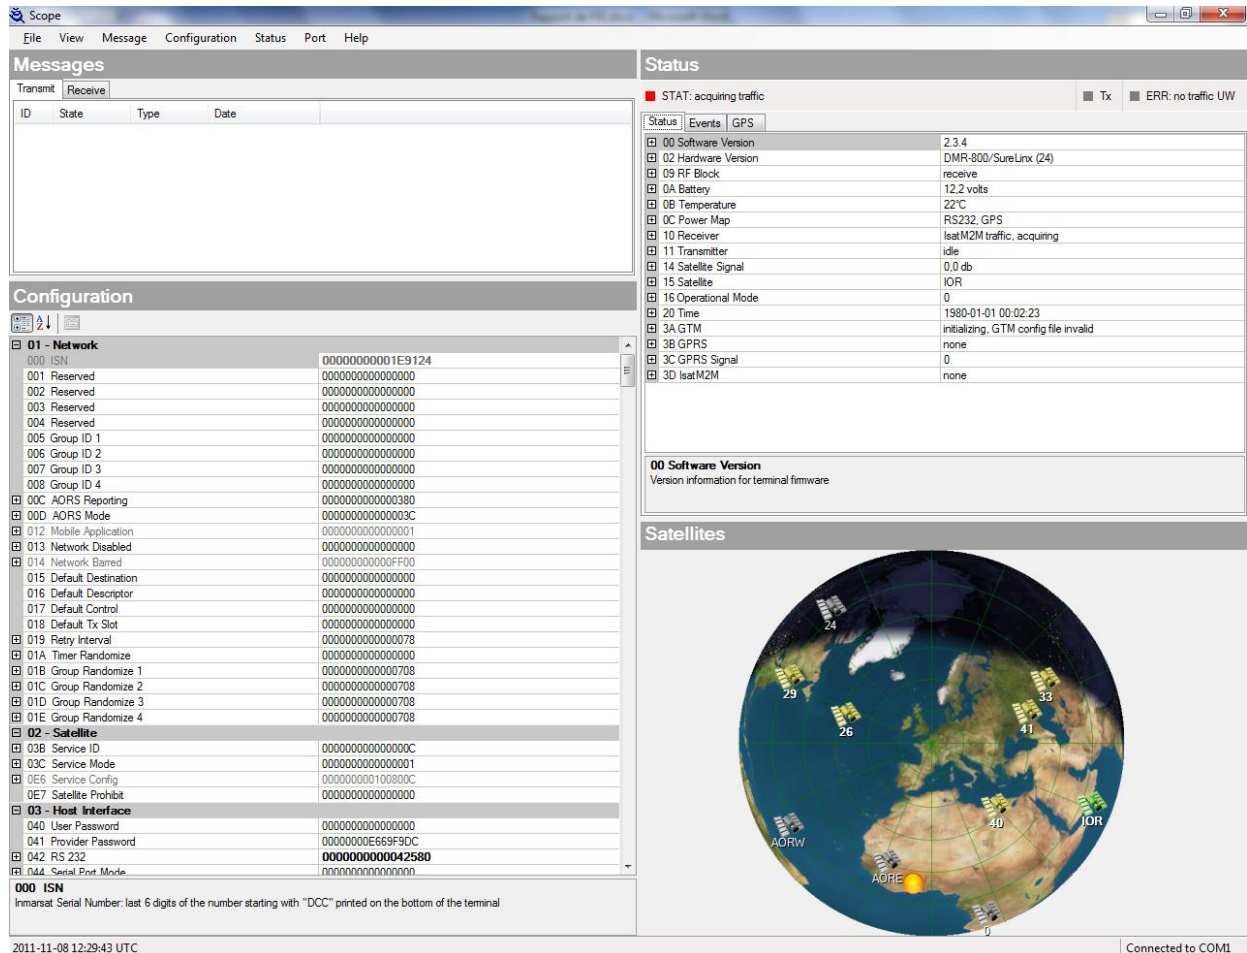 Scope
File View Message Configuration Status Port Help
Messages
Transmit Receive
ID State Type Date
Configuration
01 - Network
000 ISN 00000000001E9124
001 Reserved 0000000000000000
002 Reserved 0000000000000000
003 Reserved 0000000000000000
004 Reserved 0000000000000000
005 Group ID 1 0000000000000000
006 Group ID 2 0000000000000000
007 Group ID 3 0000000000000000
008 Group ID 4 0000000000000000
00C AORS Reporting 0000000000000380
00D AORS Mode 000000000000003C
012 Mobile Application 0000000000000001
013 Network Disabled 0000000000000000
014 Network Barred 000000000000FF00
015 Default Destination 0000000000000000
016 Default Descriptor 0000000000000000
017 Default Control 0000000000000000
018 Default Tx Slot 0000000000000000
019 Retry Interval 0000000000000078
01A Timer Randomize 0000000000000000
01B Group Randomize 1 0000000000000708
01C Group Randomize 2 0000000000000708
01D Group Randomize 3 0000000000000708
01E Group Randomize 4 0000000000000708
02 - Satellite
03B Service ID 000000000000000C
03C Service Mode 0000000000000001
0E6 Service Config 000000000100800C
0E7 Satellite Prohibit 0000000000000000
03 - Host Interface
040 User Password 0000000000000000
041 Provider Password 00000000E669F9DC
042 RS 232 0000000000042580
044 Serial Port Mode 0000000000000000
000 ISN
Inmarsat Serial Number: last 6 digits of the number starting with "DCC" printed on the bottom of the terminal
Status
STAT: acquiring traffic Tx ERR: no traffic UW
Status Events GPS
00 Software Version 2.3.4
02 Hardware Version DMR-800/SureLinx (24)
09 RF Block receive
0A Battery 12,2 volts
0B Temperature 22°C
0C Power Map RS232, GPS
10 Receiver IsatM2M traffic, acquiring
11 Transmitter idle
14 Satellite Signal 0,0 db
15 Satellite IOR
16 Operational Mode 0
20 Time 1980-01-01 00:02:23
3A GTM initializing, GTM config file invalid
3B GPRS none
3C GPRS Signal 0
3D IsatM2M none
00 Software Version
Version information for terminal firmware
Satellites
24
29
33
26
41
40
IOR
AORW
AORE
0
2011-11-08 12:29:43 UTC Connected to COM1